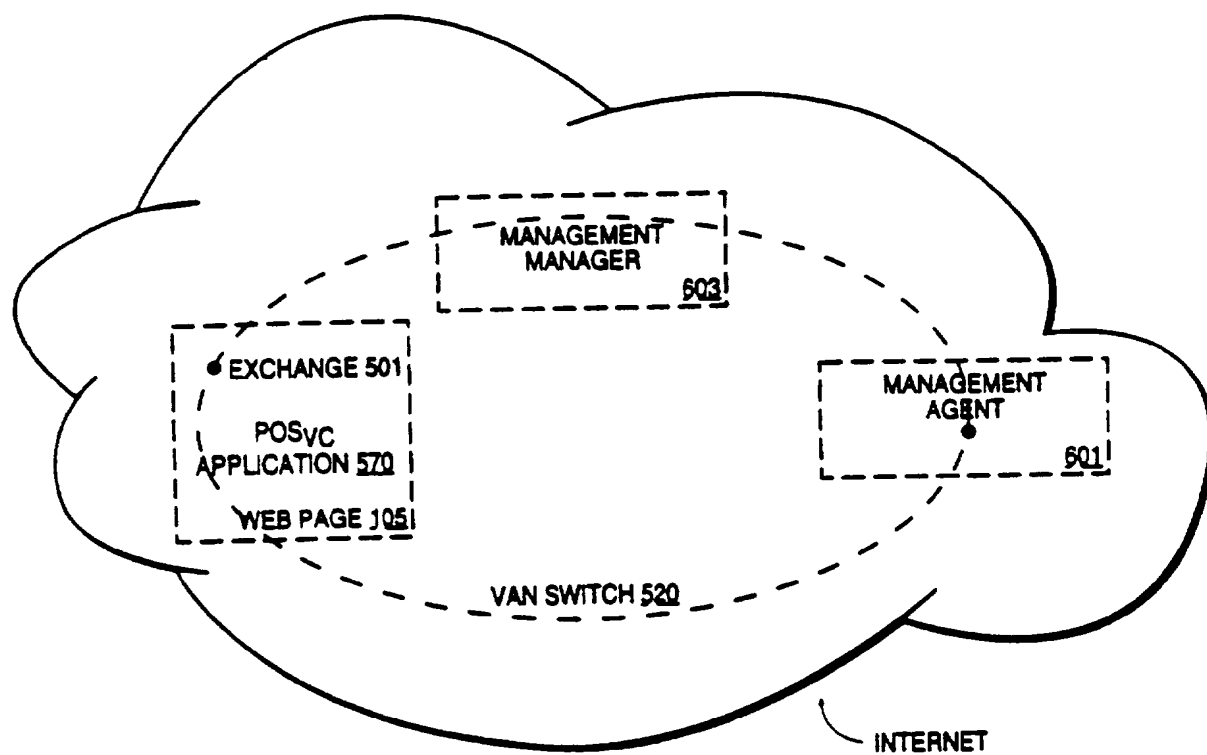 MANAGEMENT
MANAGER
603
EXCHANGE 501
POSVC
APPLICATION 570
WEB PAGE 105
MANAGEMENT
AGENT
601
VAN SWITCH 520
INTERNET